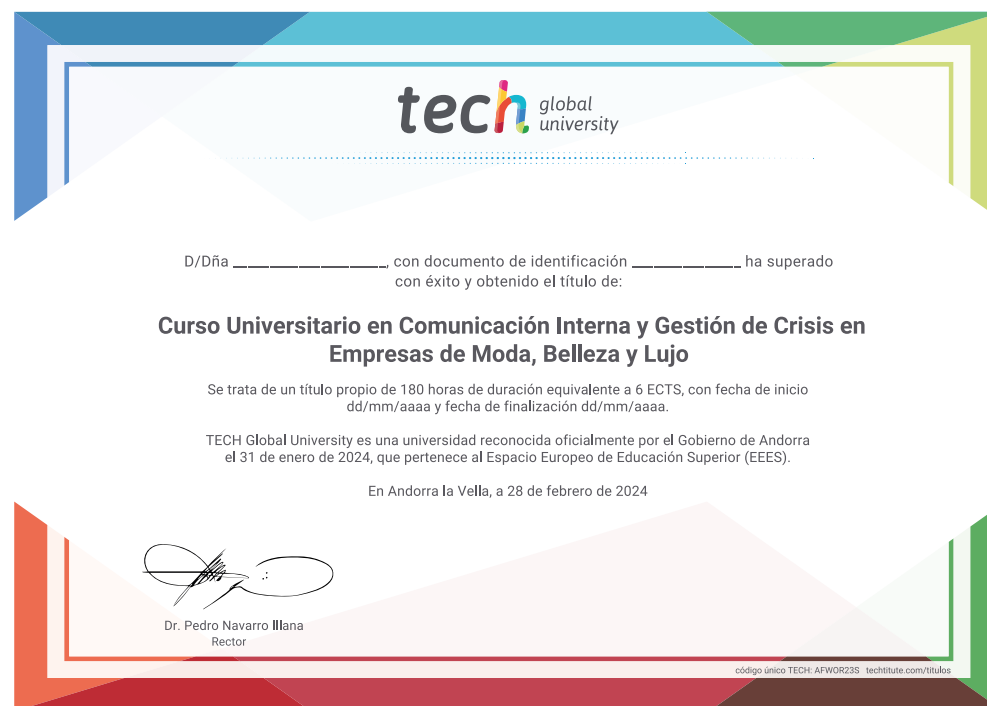 tech global university
D/Dña ______________________, con documento de identificación ________________ ha superado
con éxito y obtenido el título de:
Curso Universitario en Comunicación Interna y Gestión de Crisis en
Empresas de Moda, Belleza y Lujo
Se trata de un título propio de 180 horas de duración equivalente a 6 ECTS, con fecha de inicio
dd/mm/aaaa y fecha de finalización dd/mm/aaaa.
TECH Global University es una universidad reconocida oficialmente por el Gobierno de Andorra
el 31 de enero de 2024, que pertenece al Espacio Europeo de Educación Superior (EEES).
En Andorra la Vella, a 28 de febrero de 2024
Dr. Pedro Navarro Illana
Rector
código único TECH: AFWOR23S techtitute.com/titulos